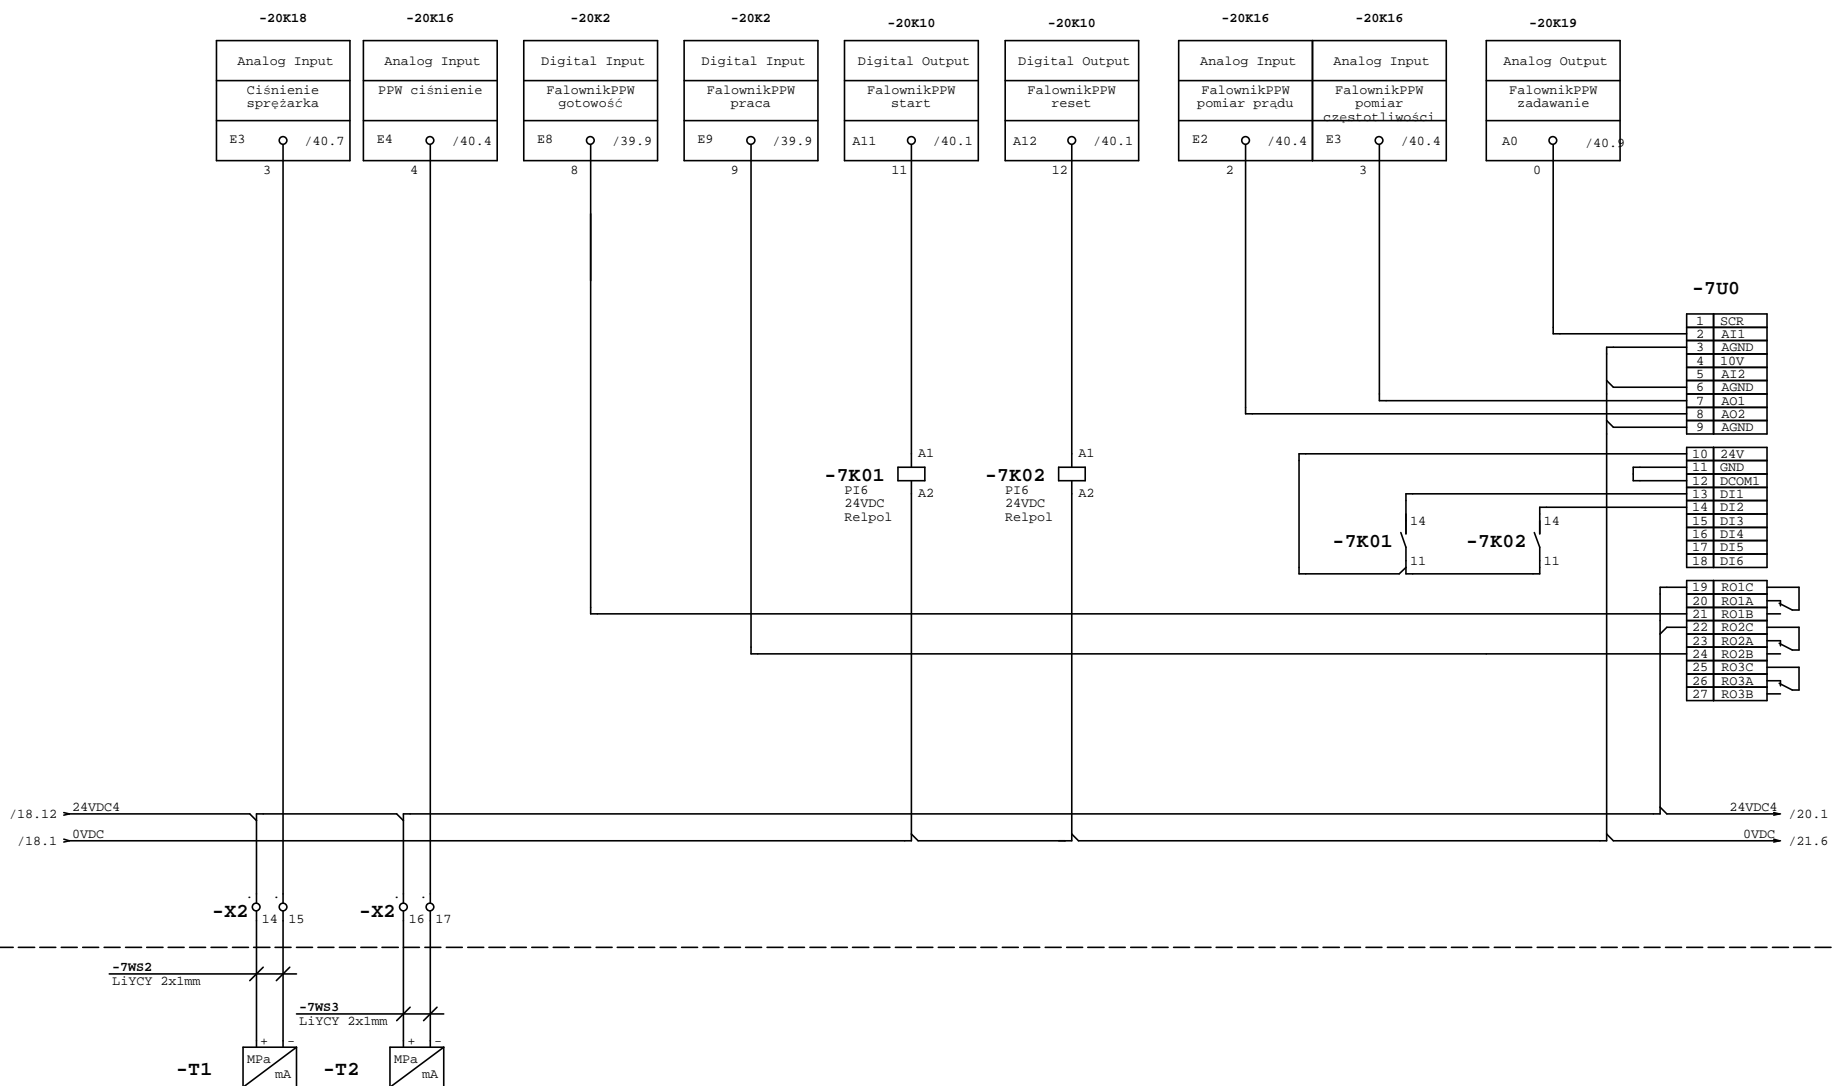 -20K18
-20K16
-20K2
-20K2
-20K10
-20K10
-20K16
-20K16
-20K19
Analog Input
Ciśnienie
sprężarka
E3
/40.7
3
Analog Input
PPW ciśnienie
E4
/40.4
4
Digital Input
FalownikPPW
gotowość
E8
/39.9
8
Digital Input
FalownikPPW
praca
E9
/39.9
9
Digital Output
FalownikPPW
start
A11
/40.1
11
Digital Output
FalownikPPW
reset
A12
/40.1
12
Analog Input
FalownikPPW
pomiar prądu
E2
/40.4
2
Analog Input
FalownikPPW
pomiar
częstotliwości
E3
/40.4
3
Analog Output
FalownikPPW
zadawanie
A0
/40.9
0
-7U0
1 SCR
2 AI1
3 AGND
4 10V
5 AI2
6 AGND
7 AO1
8 AO2
9 AGND
10 24V
11 GND
12 DCOM1
13 DI1
14 DI2
15 DI3
16 DI4
17 DI5
18 DI6
19 RO1C
20 RO1A
21 RO1B
22 RO2C
23 RO2A
24 RO2B
25 RO3C
26 RO3A
27 RO3B
A1
-7K01
PI6
24VDC
Relpol
A2
A1
-7K02
PI6
24VDC
Relpol
A2
14
-7K01
11
14
-7K02
11
/18.12 24VDC4
24VDC4 /20.1
/18.1 0VDC
0VDC /21.6
-X2 14 15
-X2 16 17
-7WS2
LiYCY 2x1mm
-7WS3
LiYCY 2x1mm
+ -
-T1
MPa
mA
+ -
-T2
MPa
mA